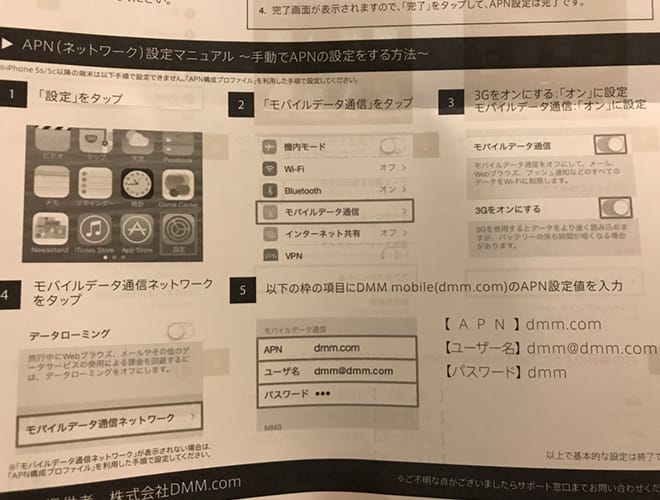 ください。
4. 完了画面が表示されますので、「完了」をタップして、APN設定は完了です。
▶ APN(ネットワーク)設定マニュアル ～手動でAPNの設定をする方法～
※iPhone 5s/5c以降の端末は以下手順で設定できません。「APN構成プロファイル」を利用した手順で設定してください。
1 「設定」をタップ
ビデオ マップ 天気 Passbook
メモ リマインダー 時計 Game Center
Newsstand iTunes Store App Store 設定
2 「モバイルデータ通信」をタップ
機内モード
Wi-Fi オフ >
Bluetooth オン >
モバイルデータ通信 >
インターネット共有 オフ >
VPN VPN
3 3Gをオンにする:「オン」に設定
モバイルデータ通信:「オン」に設定
モバイルデータ通信
モバイルデータ通信をオフにして、メール、
Webブラウズ、プッシュ通知などのすべての
データをWi-Fiに制限します。
3Gをオンにする
3Gを使用するとデータをより速く読み込めま
すが、バッテリーの保ち時間が短くなる場合
があります。
4 モバイルデータ通信ネットワーク
をタップ
データローミング
旅行中にWebブラウズ、メールやその他のデ
ータサービスの使用による課金を回避するに
は、データローミングをオフにします。
モバイルデータ通信ネットワーク >
※「モバイルデータ通信ネットワーク」が表示されない場合は、
「APN構成プロファイル」を利用した手順で設定してください。
5 以下の枠の項目にDMM mobile(dmm.com)のAPN設定値を入力
モバイルデータ通信
APN dmm.com
ユーザ名 dmm@dmm.com
パスワード •••
MMS
【 A P N 】dmm.com
【ユーザー名】dmm@dmm.com
【パスワード】dmm
以上で基本的な設定は終了で
供者 株式会社DMM.com
※ご不明な点がございましたらサポート窓口までお問い合わせくだ